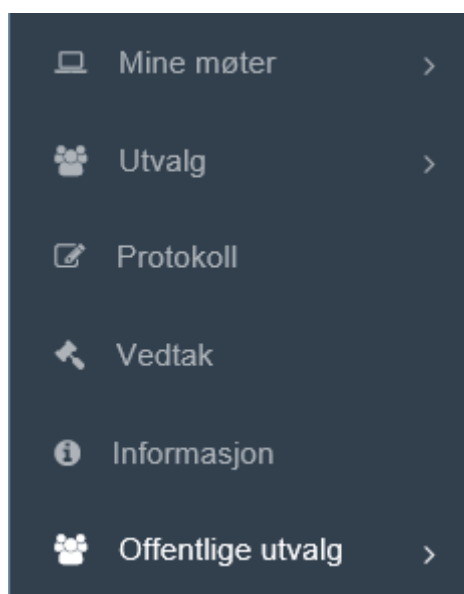 Mine møter
Utvalg
Protokoll
Vedtak
Informasjon
Offentlige utvalg